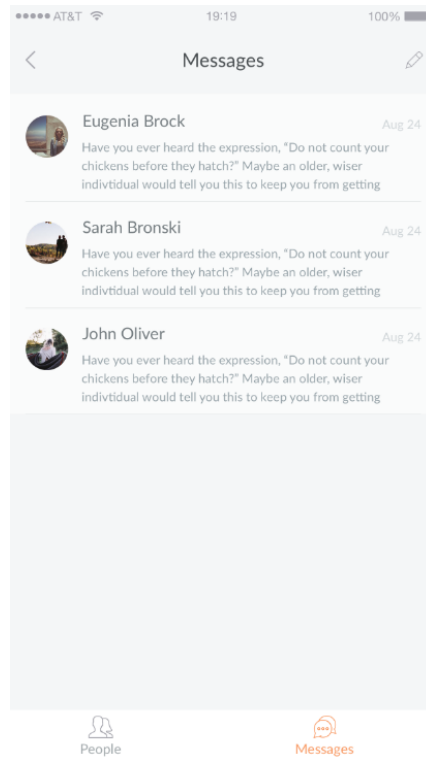 AT&T 19:19 100%
Messages
Eugenia Brock Aug 24
Have you ever heard the expression, “Do not count your
chickens before they hatch?” Maybe an older, wiser
indivtidual would tell you this to keep you from getting
Sarah Bronski Aug 24
Have you ever heard the expression, “Do not count your
chickens before they hatch?” Maybe an older, wiser
indivtidual would tell you this to keep you from getting
John Oliver Aug 24
Have you ever heard the expression, “Do not count your
chickens before they hatch?” Maybe an older, wiser
indivtidual would tell you this to keep you from getting
People Messages